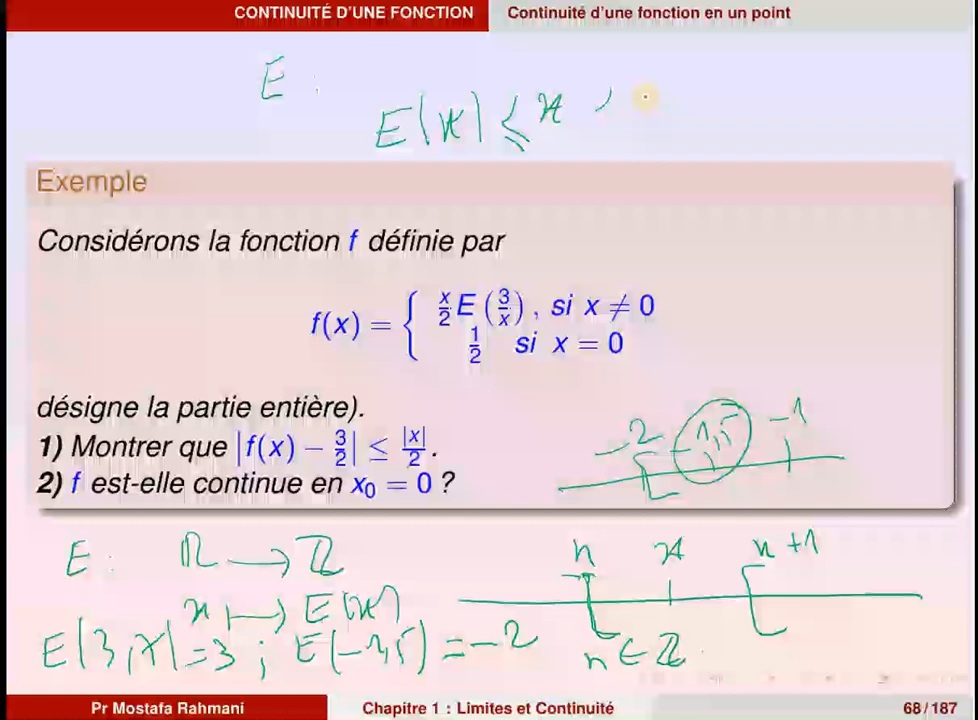 CONTINUITÉ D'UNE FONCTION Continuité d'une fonction en un point
E :
E(x) ≤ x
Exemple
Considérons la fonction f définie par
f(x) = { x/2 E(3/x), si x ≠ 0
1/2 si x = 0
désigne la partie entière).
1) Montrer que |f(x) − 3/2| ≤ |x|/2.
2) f est-elle continue en x₀ = 0 ?
-2 -1,5 -1
E : ℝ → ℤ
n x n+1
x ↦ E(x)
E(-1,5) = -2
n ∈ ℤ
Pr Mostafa Rahmani Chapitre 1 : Limites et Continuité 68 / 187